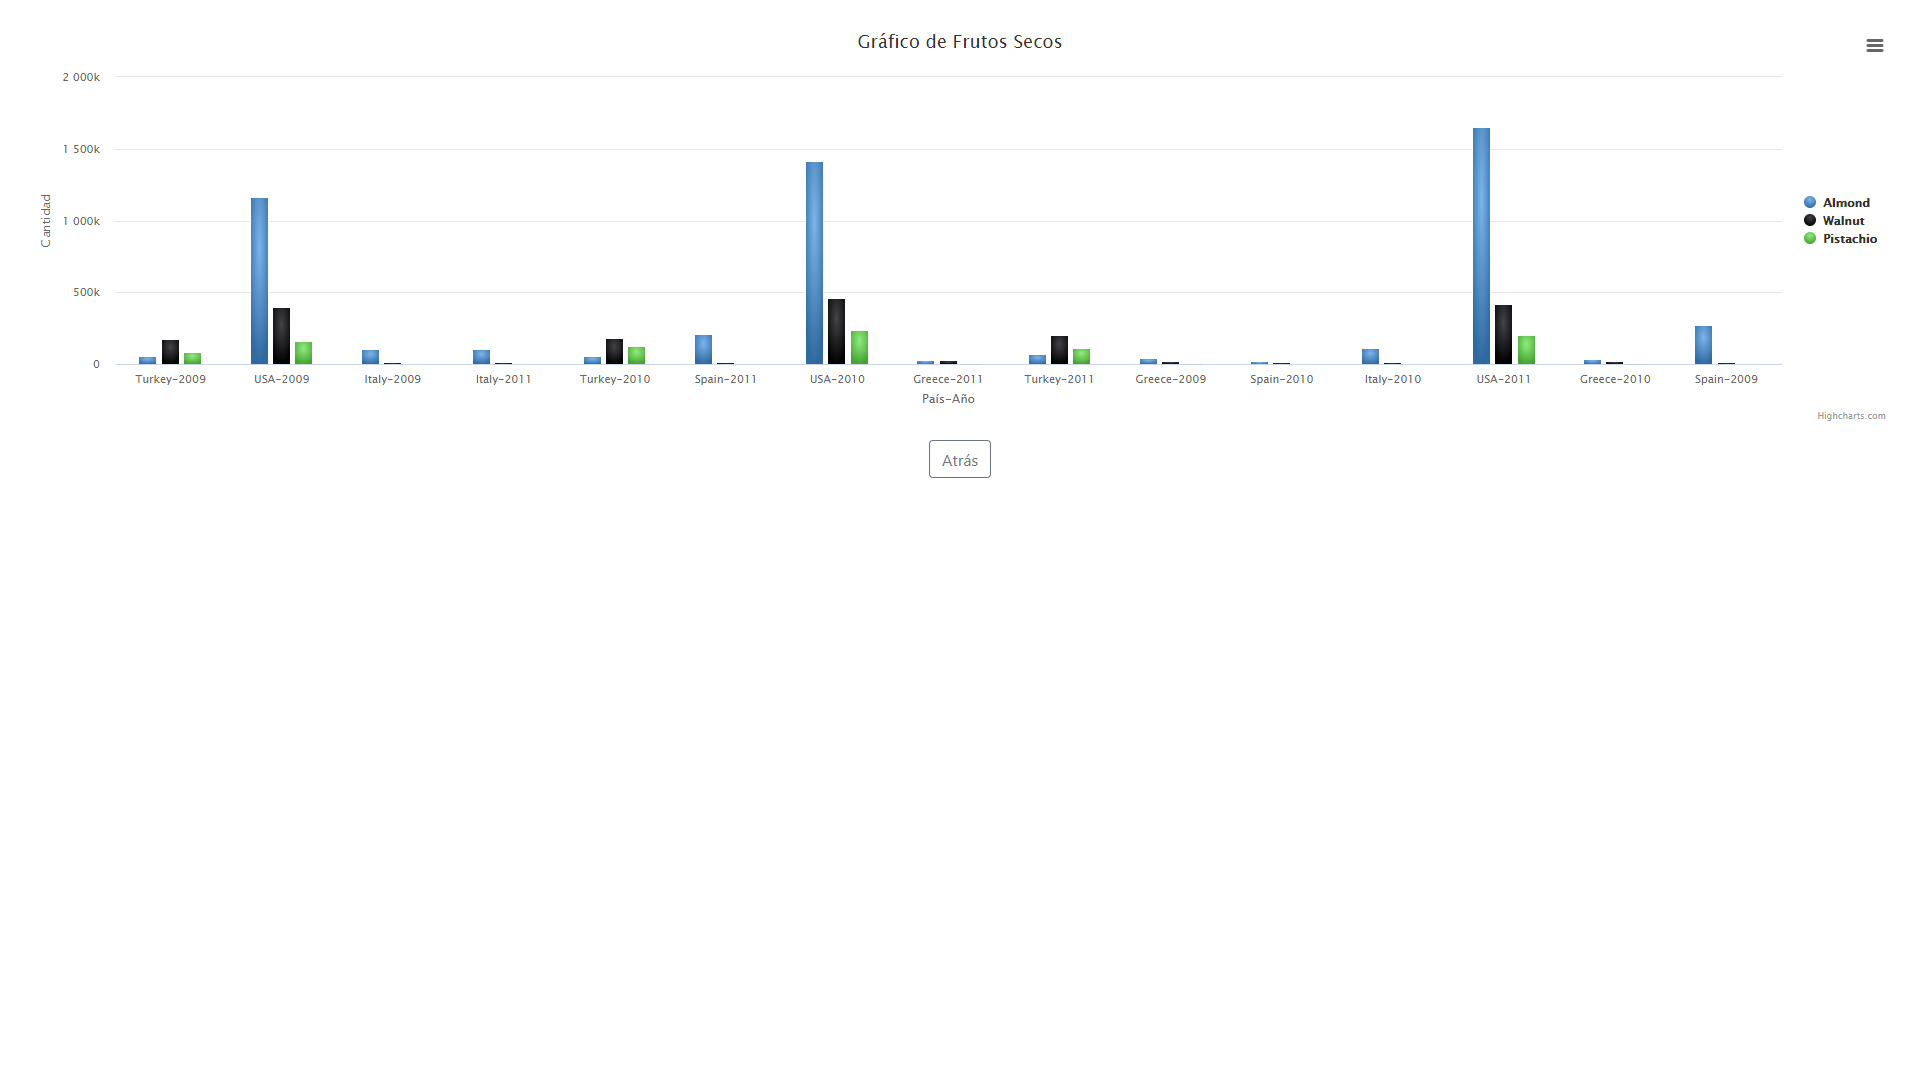 Gráfico de Frutos Secos
Cantidad
2 000k
1 500k
1 000k
500k
0
Turkey-2009 USA-2009 Italy-2009 Italy-2011 Turkey-2010 Spain-2011 USA-2010 Greece-2011 Turkey-2011 Greece-2009 Spain-2010 Italy-2010 USA-2011 Greece-2010 Spain-2009
País-Año
Almond
Walnut
Pistachio
Highcharts.com
Atrás